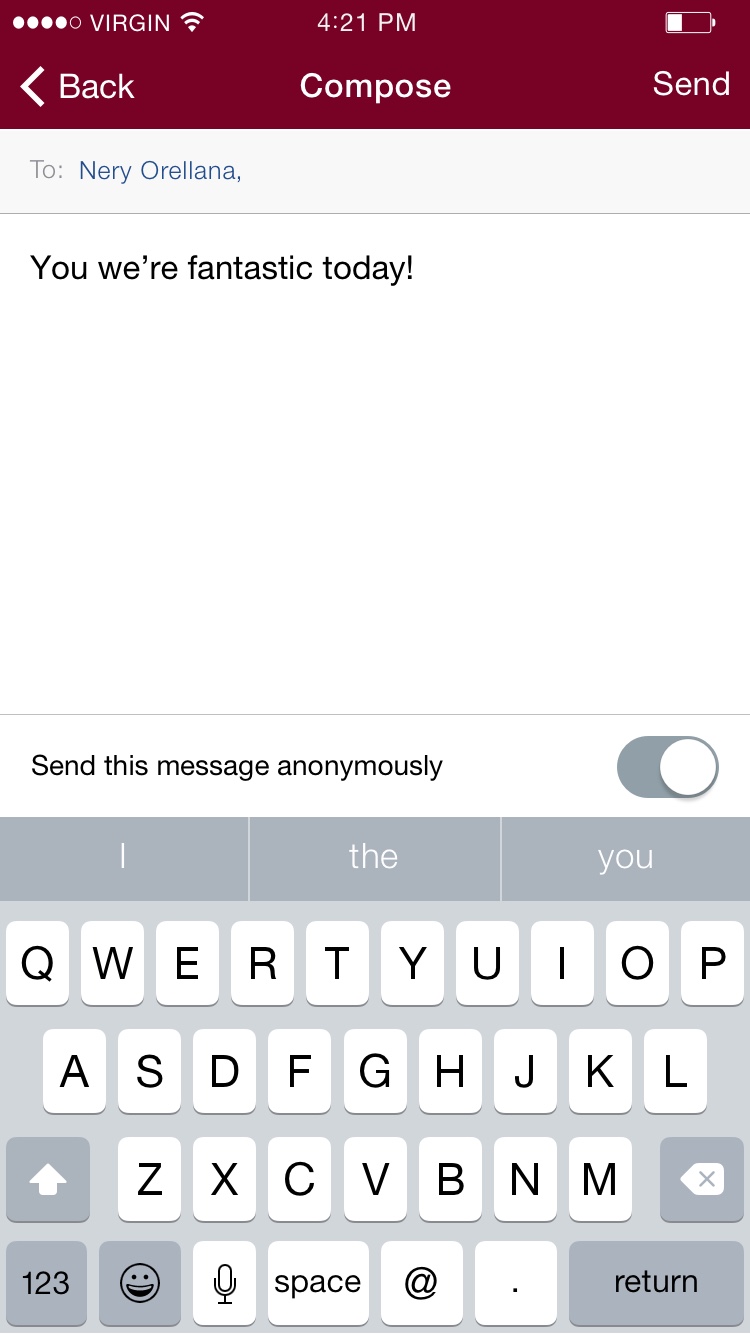 VIRGIN 4:21 PM
Back Compose Send
To: Nery Orellana,
You we’re fantastic today!
Send this message anonymously
I the you
Q W E R T Y U I O P
A S D F G H J K L
Z X C V B N M
123 space @ . return